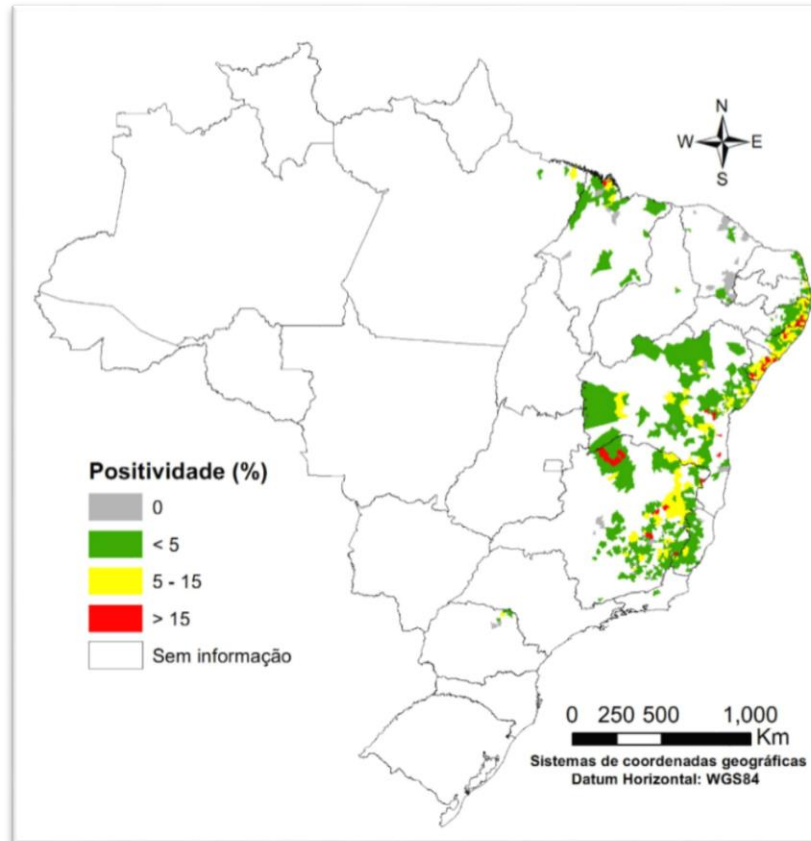 N
W E
S
Positividade (%)
0
< 5
5 - 15
> 15
Sem informação
0 250 500 1,000
Km
Sistemas de coordenadas geográficas
Datum Horizontal: WGS84